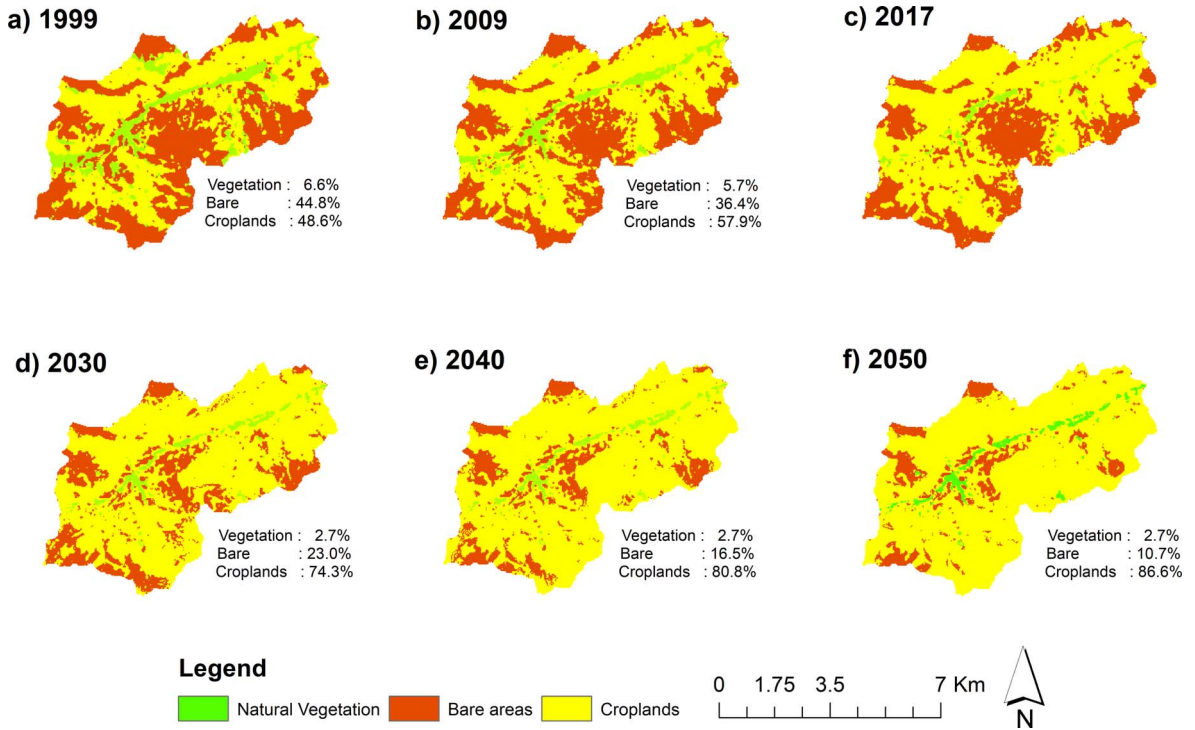 a) 1999
b) 2009
c) 2017
Vegetation : 6.6%
Bare : 44.8%
Croplands : 48.6%
Vegetation : 5.7%
Bare : 36.4%
Croplands : 57.9%
d) 2030
e) 2040
f) 2050
Vegetation : 2.7%
Bare : 23.0%
Croplands : 74.3%
Vegetation : 2.7%
Bare : 16.5%
Croplands : 80.8%
Vegetation : 2.7%
Bare : 10.7%
Croplands : 86.6%
Legend
Natural Vegetation
Bare areas
Croplands
0 1.75 3.5 7 Km
N